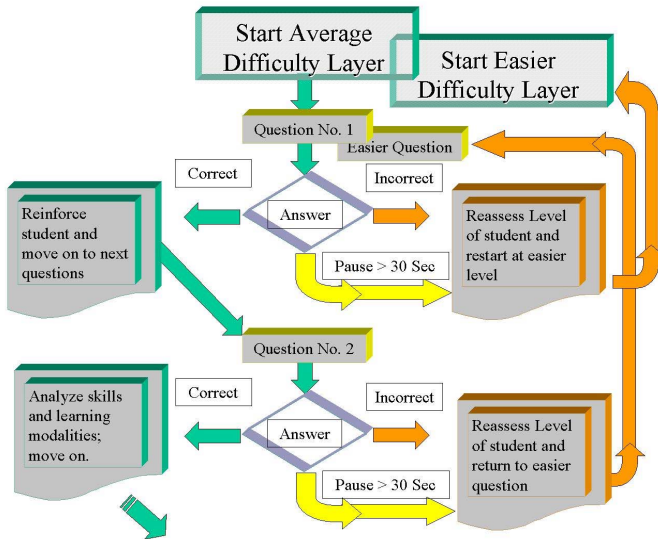 Start Average
Difficulty Layer
Start Easier
Difficulty Layer
Question No. 1
Easier Question
Correct
Incorrect
Answer
Reinforce
student and
move on to next
questions
Reassess Level
of student and
restart at easier
level
Pause > 30 Sec
Question No. 2
Correct
Incorrect
Answer
Analyze skills
and learning
modalities;
move on.
Reassess Level
of student and
return to easier
question
Pause > 30 Sec